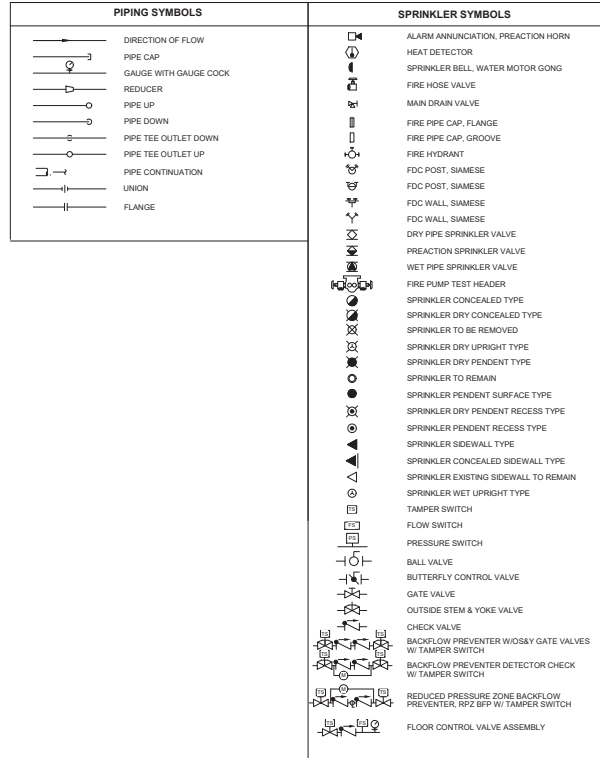 PIPING SYMBOLS
DIRECTION OF FLOW
PIPE CAP
GAUGE WITH GAUGE COCK
REDUCER
PIPE UP
PIPE DOWN
PIPE TEE OUTLET DOWN
PIPE TEE OUTLET UP
PIPE CONTINUATION
UNION
FLANGE
SPRINKLER SYMBOLS
ALARM ANNUNCIATION, PREACTION HORN
HEAT DETECTOR
SPRINKLER BELL, WATER MOTOR GONG
FIRE HOSE VALVE
MAIN DRAIN VALVE
FIRE PIPE CAP, FLANGE
FIRE PIPE CAP, GROOVE
FIRE HYDRANT
FDC POST, SIAMESE
FDC POST, SIAMESE
FDC WALL, SIAMESE
FDC WALL, SIAMESE
DRY PIPE SPRINKLER VALVE
PREACTION SPRINKLER VALVE
WET PIPE SPRINKLER VALVE
FIRE PUMP TEST HEADER
SPRINKLER CONCEALED TYPE
SPRINKLER DRY CONCEALED TYPE
SPRINKLER TO BE REMOVED
SPRINKLER DRY UPRIGHT TYPE
SPRINKLER DRY PENDENT TYPE
SPRINKLER TO REMAIN
SPRINKLER PENDENT SURFACE TYPE
SPRINKLER DRY PENDENT RECESS TYPE
SPRINKLER PENDENT RECESS TYPE
SPRINKLER SIDEWALL TYPE
SPRINKLER CONCEALED SIDEWALL TYPE
SPRINKLER EXISTING SIDEWALL TO REMAIN
SPRINKLER WET UPRIGHT TYPE
TS TAMPER SWITCH
FS FLOW SWITCH
PS PRESSURE SWITCH
BALL VALVE
BUTTERFLY CONTROL VALVE
GATE VALVE
OUTSIDE STEM & YOKE VALVE
CHECK VALVE
TS TS BACKFLOW PREVENTER W/OS&Y GATE VALVES
W/ TAMPER SWITCH
TS TS BACKFLOW PREVENTER DETECTOR CHECK
M W/ TAMPER SWITCH
TS M TS REDUCED PRESSURE ZONE BACKFLOW
PREVENTER, RPZ BFP W/ TAMPER SWITCH
TS FS FLOOR CONTROL VALVE ASSEMBLY